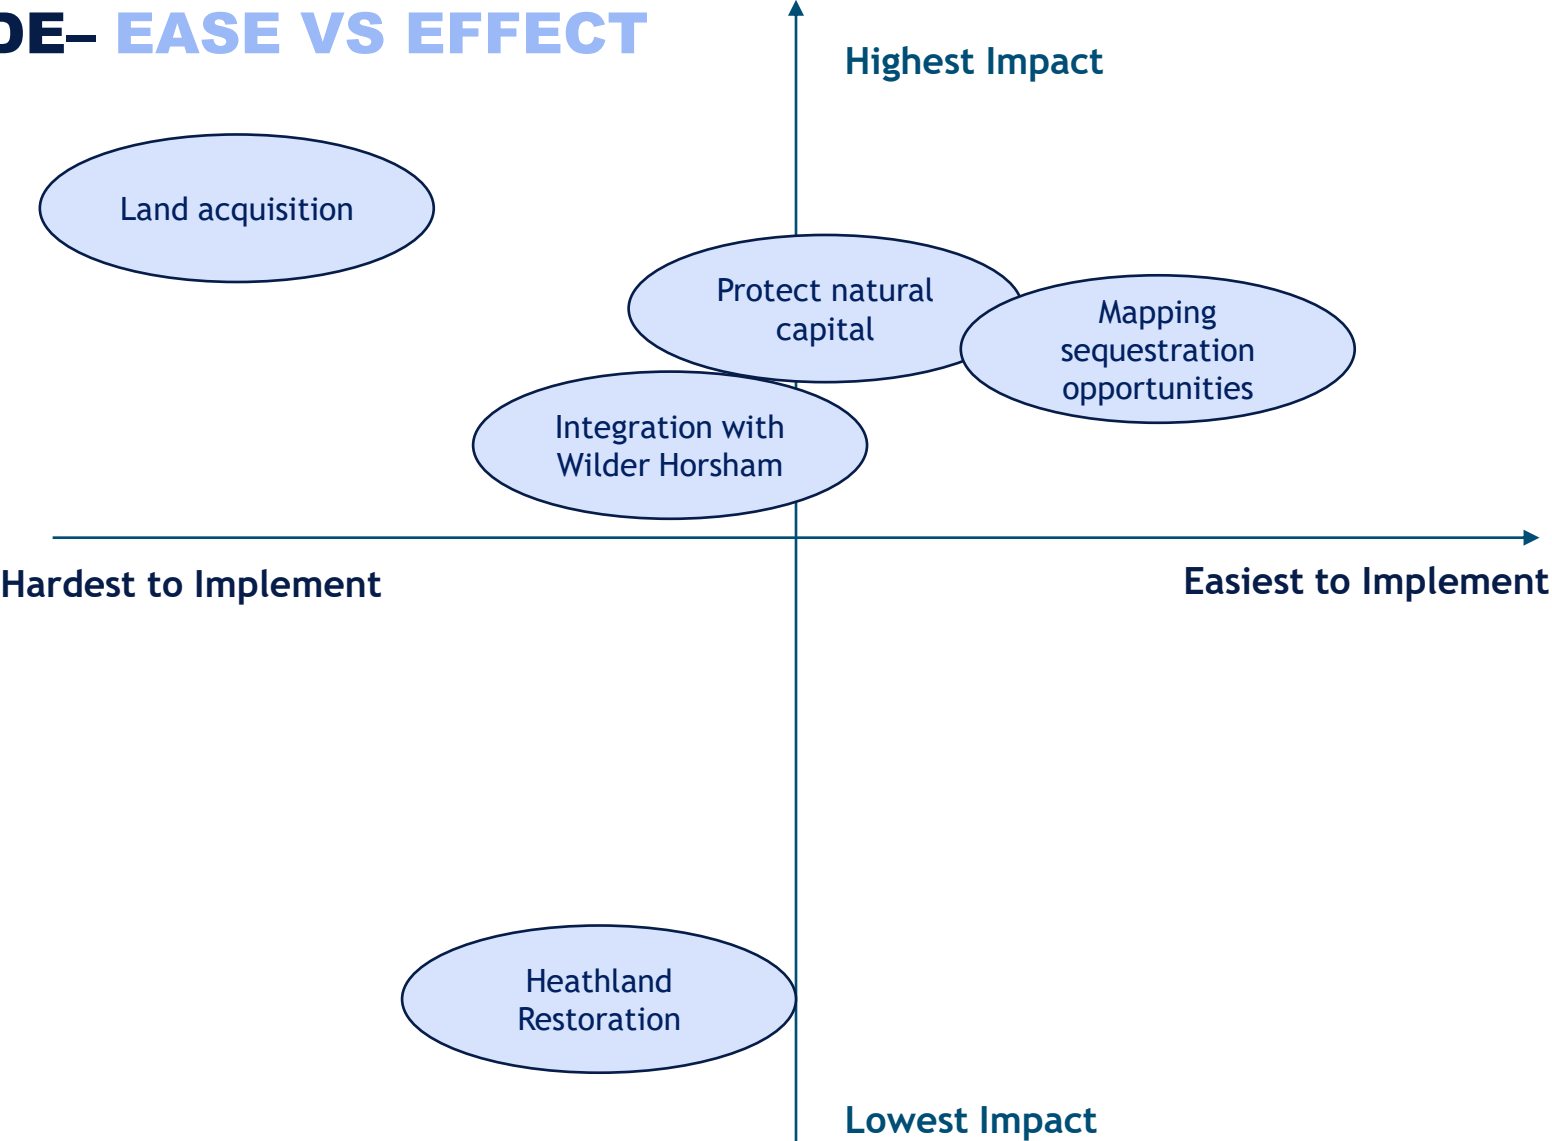 DE– EASE VS EFFECT
Highest Impact
Land acquisition
Protect natural
capital
Mapping
sequestration
opportunities
Integration with
Wilder Horsham
Hardest to Implement
Easiest to Implement
Heathland
Restoration
Lowest Impact